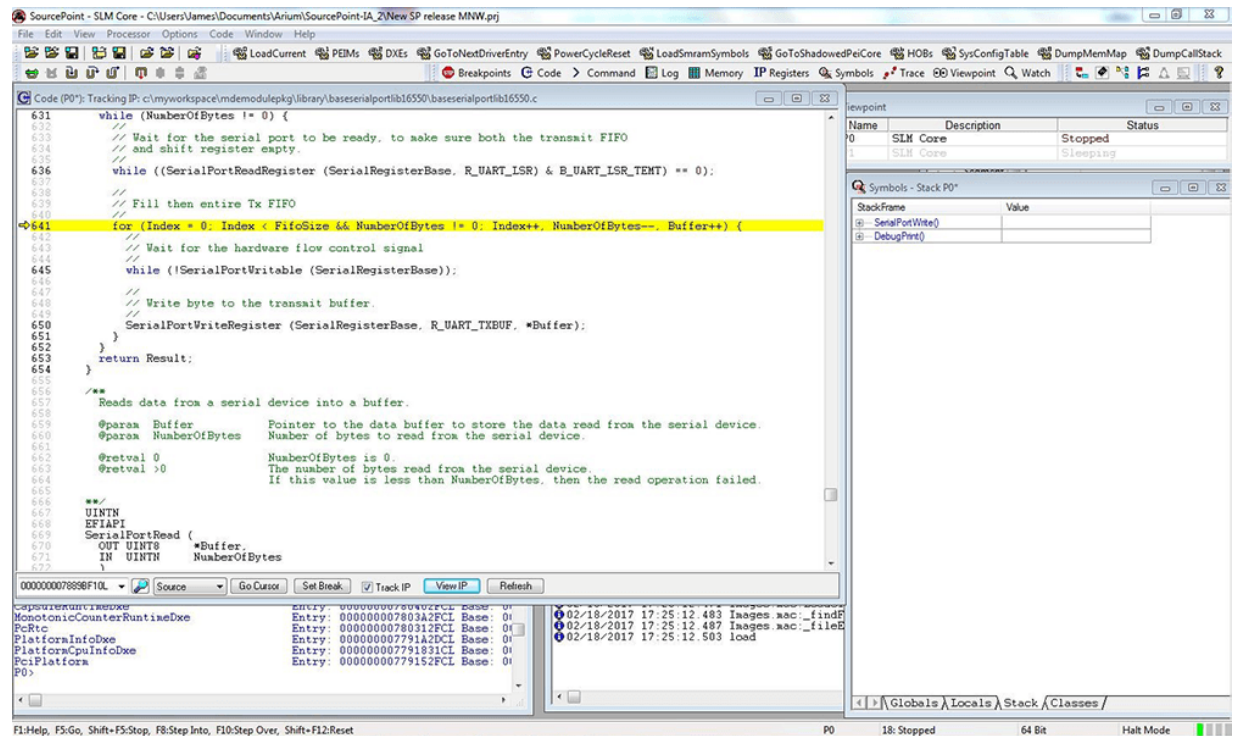 SourcePoint - SLM Core - C:\Users\James\Documents\Arium\SourcePoint-IA_2\New SP release MNW.prj
File Edit View Processor Options Code Window Help
LoadCurrent PEIMs DXEs GoToNextDriverEntry PowerCycleReset LoadSmramSymbols GoToShadowedPeiCore HOBs SysConfigTable DumpMemMap DumpCallStack
Breakpoints Code Command Log Memory IP Registers Symbols Trace Viewpoint Watch
Code (P0*): Tracking IP: c:\myworkspace\mdemodulepkg\library\baseserialportlib16550\baseserialportlib16550.c
631 while (NumberOfBytes != 0) {
632 //
633 // Wait for the serial port to be ready, to make sure both the transmit FIFO
634 // and shift register empty.
635 //
636 while ((SerialPortReadRegister (SerialRegisterBase, R_UART_LSR) & B_UART_LSR_TEMT) == 0);
637
638 //
639 // Fill then entire Tx FIFO
640 //
641 for (Index = 0; Index < FifoSize && NumberOfBytes != 0; Index++, NumberOfBytes--, Buffer++) {
642 //
643 // Wait for the hardware flow control signal
644 //
645 while (!SerialPortWritable (SerialRegisterBase));
646
647 //
648 // Write byte to the transmit buffer.
649 //
650 SerialPortWriteRegister (SerialRegisterBase, R_UART_TXBUF, *Buffer);
651 }
652 }
653 return Result;
654 }
655
656 /**
657 Reads data from a serial device into a buffer.
658
659 @param Buffer Pointer to the data buffer to store the data read from the serial device.
660 @param NumberOfBytes Number of bytes to read from the serial device.
661
662 @retval 0 NumberOfBytes is 0.
663 @retval >0 The number of bytes read from the serial device.
664 If this value is less than NumberOfBytes, then the read operation failed.
665
666 **/
667 UINTN
668 EFIAPI
669 SerialPortRead (
670 OUT UINT8 *Buffer,
671 IN UINTN NumberOfBytes
672 )
000000007889BF10L Source Go Cursor Set Break Track IP View IP Refresh
iewpoint
Name Description Status
P0 SLM Core Stopped
SLM Core Sleeping
Symbols - Stack P0*
StackFrame Value
SerialPortWrite()
DebugPrint()
Globals Locals Stack Classes
CapsuleRuntimeDxe Entry: 00000000780402FCL Base: 0
MonotonicCounterRuntimeDxe Entry: 000000007803A2FCL Base: 0
PcRtc Entry: 00000000780312FCL Base: 0
PlatformInfoDxe Entry: 000000007791A2DCL Base: 0
PlatformCpuInfoDxe Entry: 000000007791831CL Base: 0
PciPlatform Entry: 00000000779152FCL Base: 0
P0>
02/18/2017 17:25:12.483 Images.mac:_findE
02/18/2017 17:25:12.487 Images.mac:_fileE
02/18/2017 17:25:12.503 load
F1:Help, F5:Go, Shift+F5:Stop, F8:Step Into, F10:Step Over, Shift+F12:Reset P0 18: Stopped 64 Bit Halt Mode